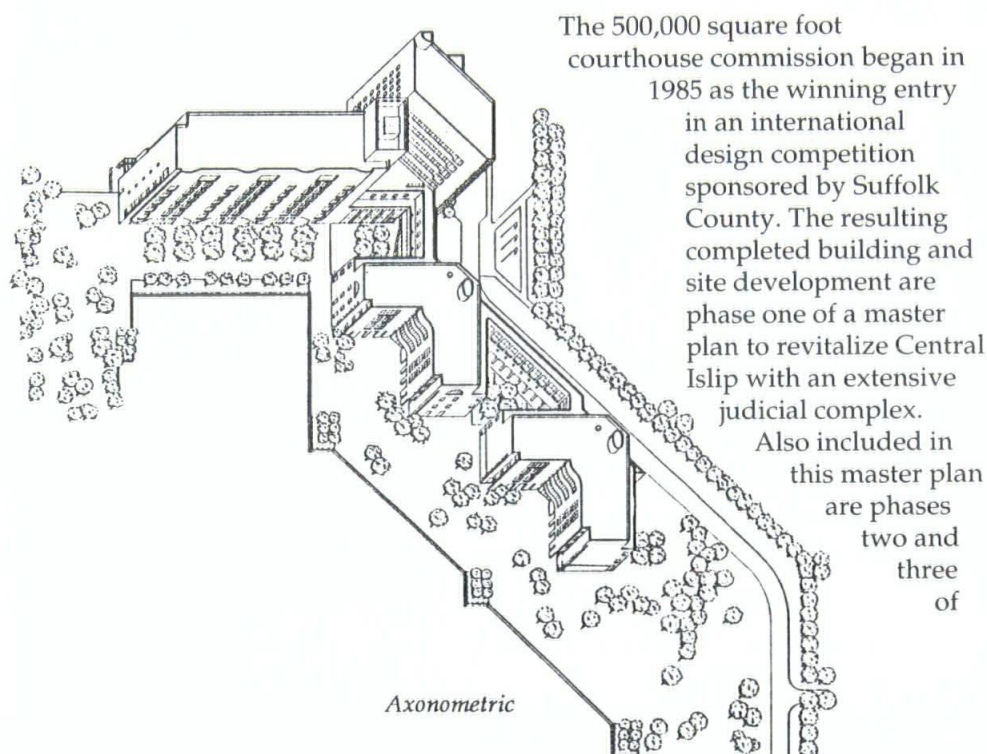 The 500,000 square foot
courthouse commission began in
1985 as the winning entry
in an international
design competition
sponsored by Suffolk
County. The resulting
completed building and
site development are
phase one of a master
plan to revitalize Central
Islip with an extensive
judicial complex.
Also included in
this master plan
are phases
two and
three
of
Axonometric